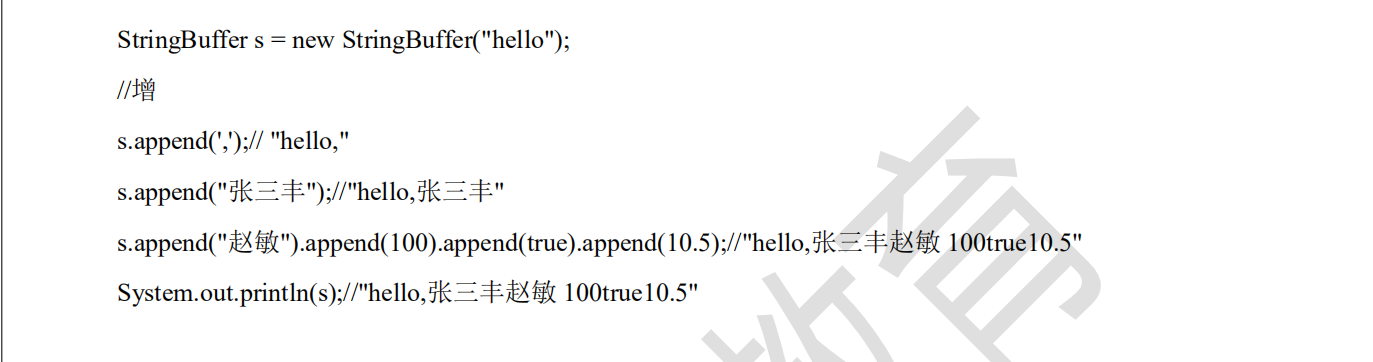 StringBuffer s = new StringBuffer("hello");
//增
s.append(',');// "hello,"
s.append("张三丰");//"hello,张三丰"
s.append("赵敏").append(100).append(true).append(10.5);//"hello,张三丰赵敏 100true10.5"
System.out.println(s);//"hello,张三丰赵敏 100true10.5"
教育